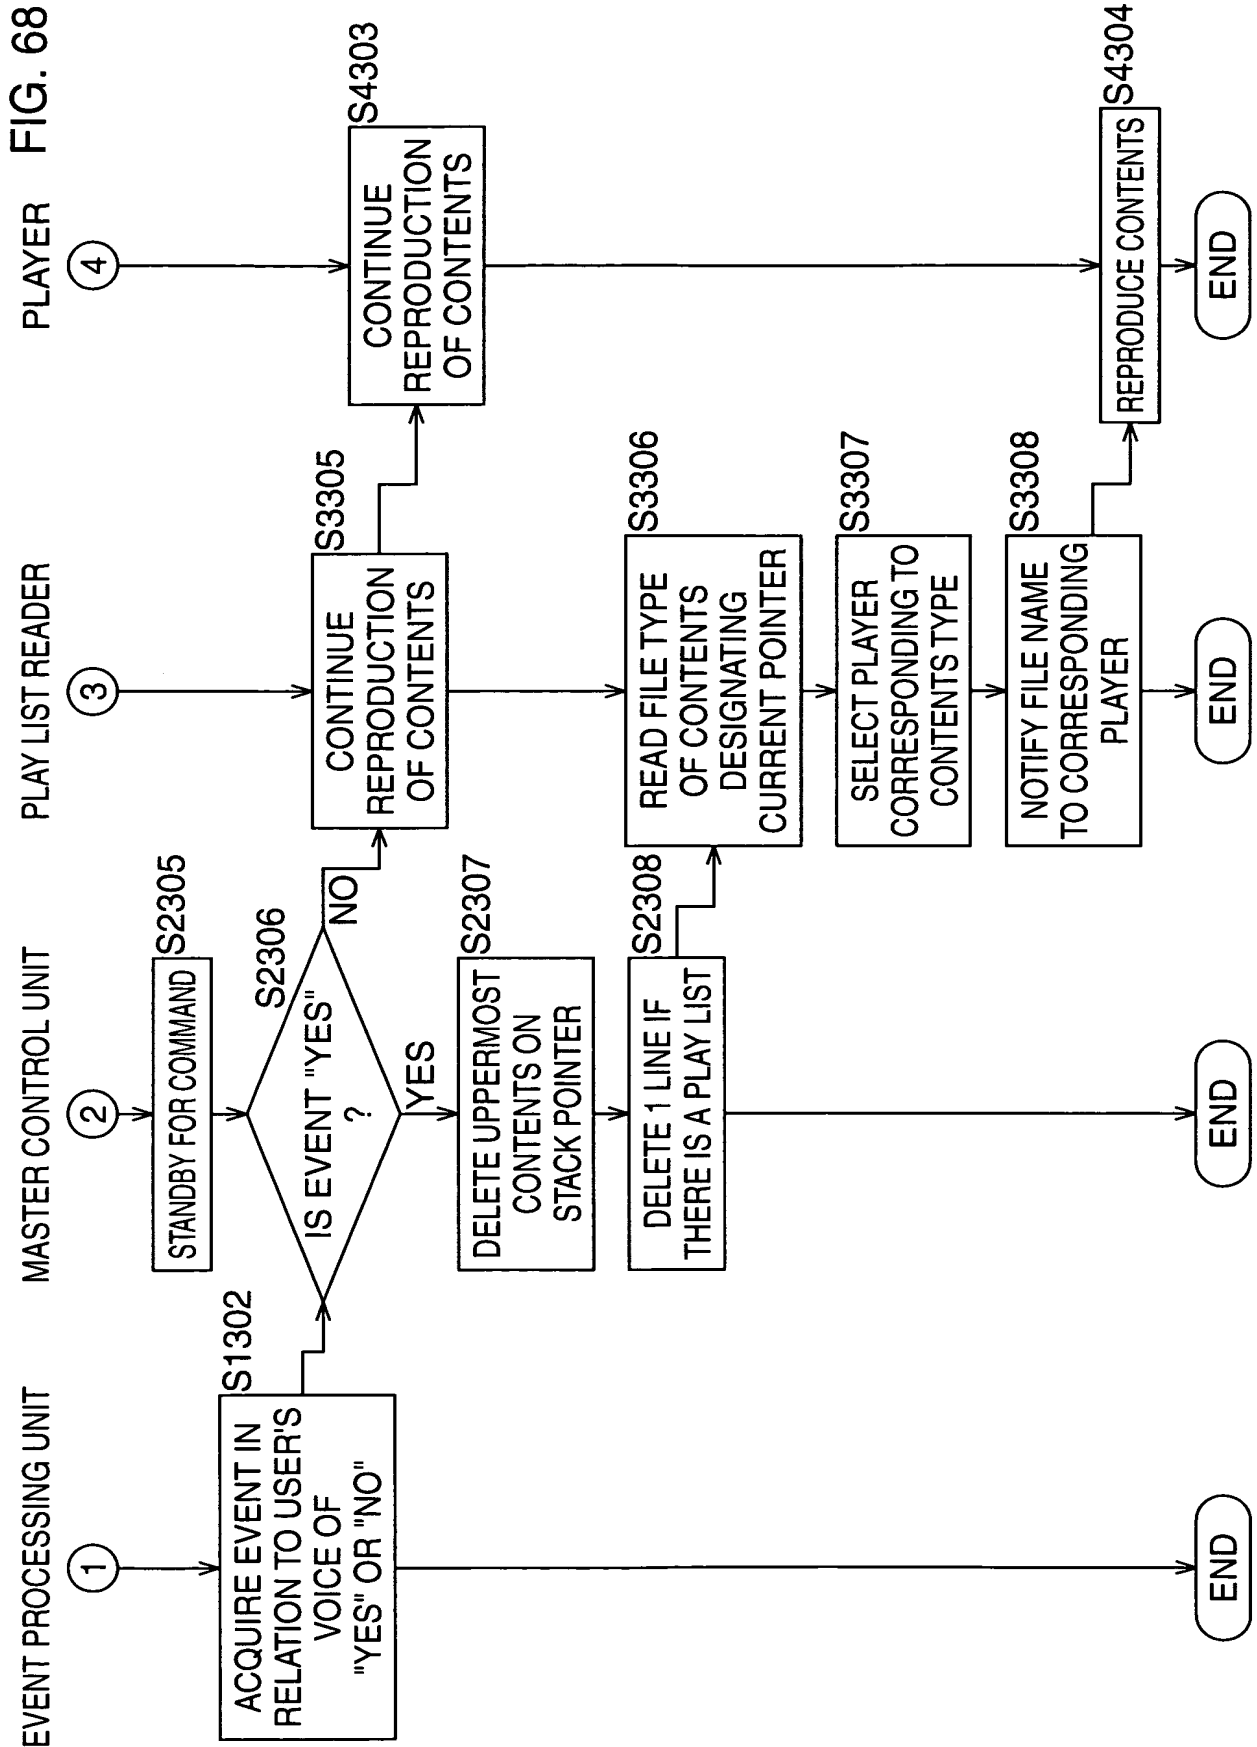 FIG. 68
EVENT PROCESSING UNIT
MASTER CONTROL UNIT
PLAY LIST READER
PLAYER
1
2
3
4
S1302
ACQUIRE EVENT IN
RELATION TO USER'S
VOICE OF
"YES" OR "NO"
END
S2305
STANDBY FOR COMMAND
S2306
IS EVENT "YES"
?
NO
YES
S2307
DELETE UPPERMOST
CONTENTS ON
STACK POINTER
S2308
DELETE 1 LINE IF
THERE IS A PLAY LIST
END
S3305
CONTINUE
REPRODUCTION
OF CONTENTS
S3306
READ FILE TYPE
OF CONTENTS
DESIGNATING
CURRENT POINTER
S3307
SELECT PLAYER
CORRESPONDING TO
CONTENTS TYPE
S3308
NOTIFY FILE NAME
TO CORRESPONDING
PLAYER
END
S4303
CONTINUE
REPRODUCTION
OF CONTENTS
S4304
REPRODUCE CONTENTS
END